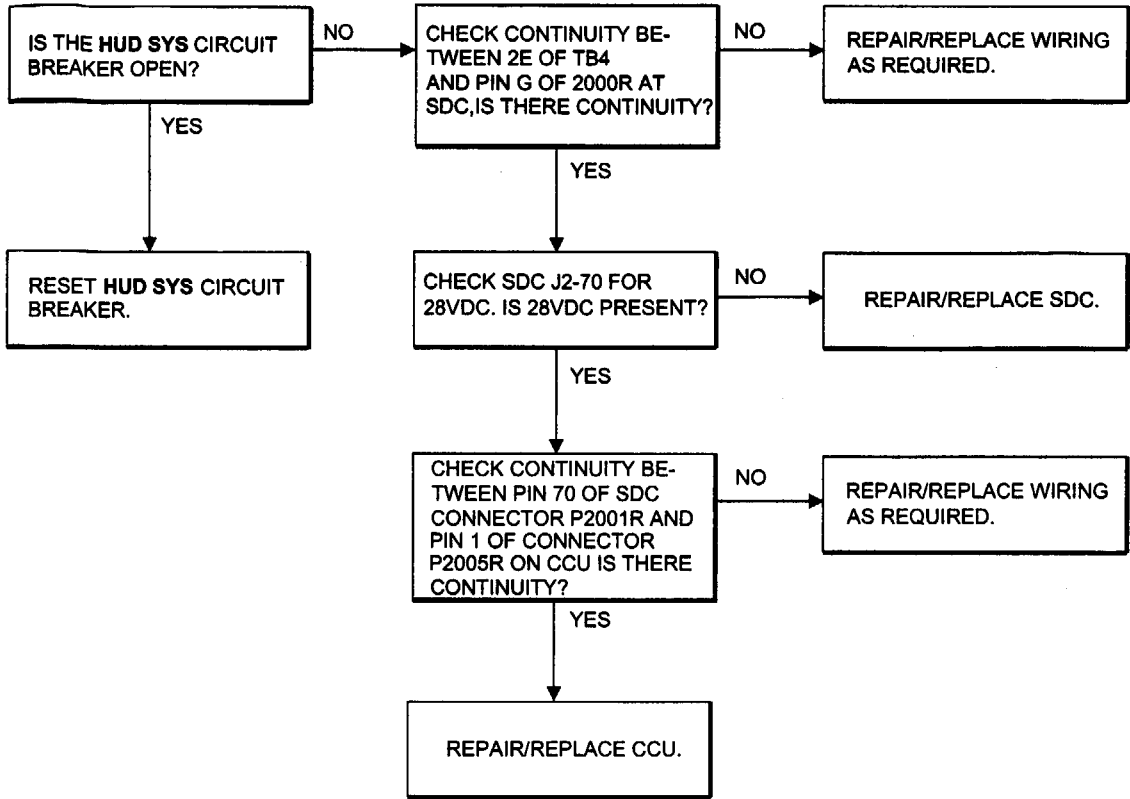 IS THE HUD SYS CIRCUIT
BREAKER OPEN?
NO
CHECK CONTINUITY BE-
TWEEN 2E OF TB4
AND PIN G OF 2000R AT
SDC,IS THERE CONTINUITY?
NO
REPAIR/REPLACE WIRING
AS REQUIRED.
YES
YES
RESET HUD SYS CIRCUIT
BREAKER.
CHECK SDC J2-70 FOR
28VDC. IS 28VDC PRESENT?
NO
REPAIR/REPLACE SDC.
YES
CHECK CONTINUITY BE-
TWEEN PIN 70 OF SDC
CONNECTOR P2001R AND
PIN 1 OF CONNECTOR
P2005R ON CCU IS THERE
CONTINUITY?
NO
REPAIR/REPLACE WIRING
AS REQUIRED.
YES
REPAIR/REPLACE CCU.